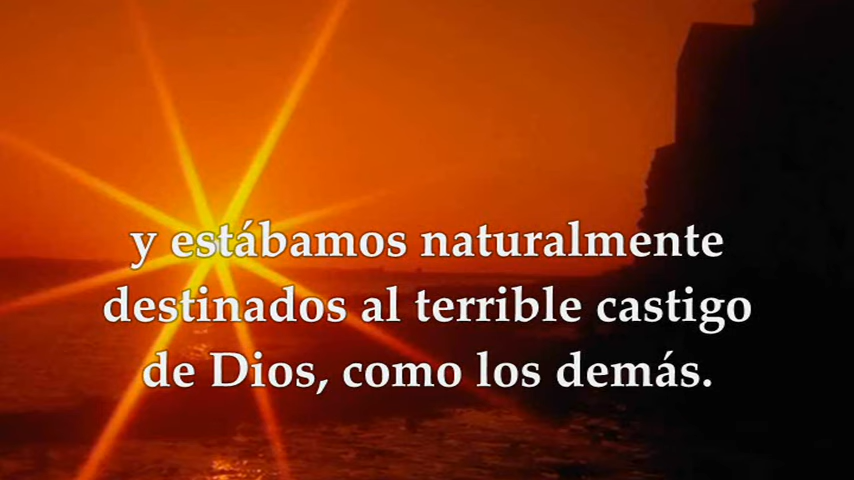 y estábamos naturalmente
destinados al terrible castigo
de Dios, como los demás.